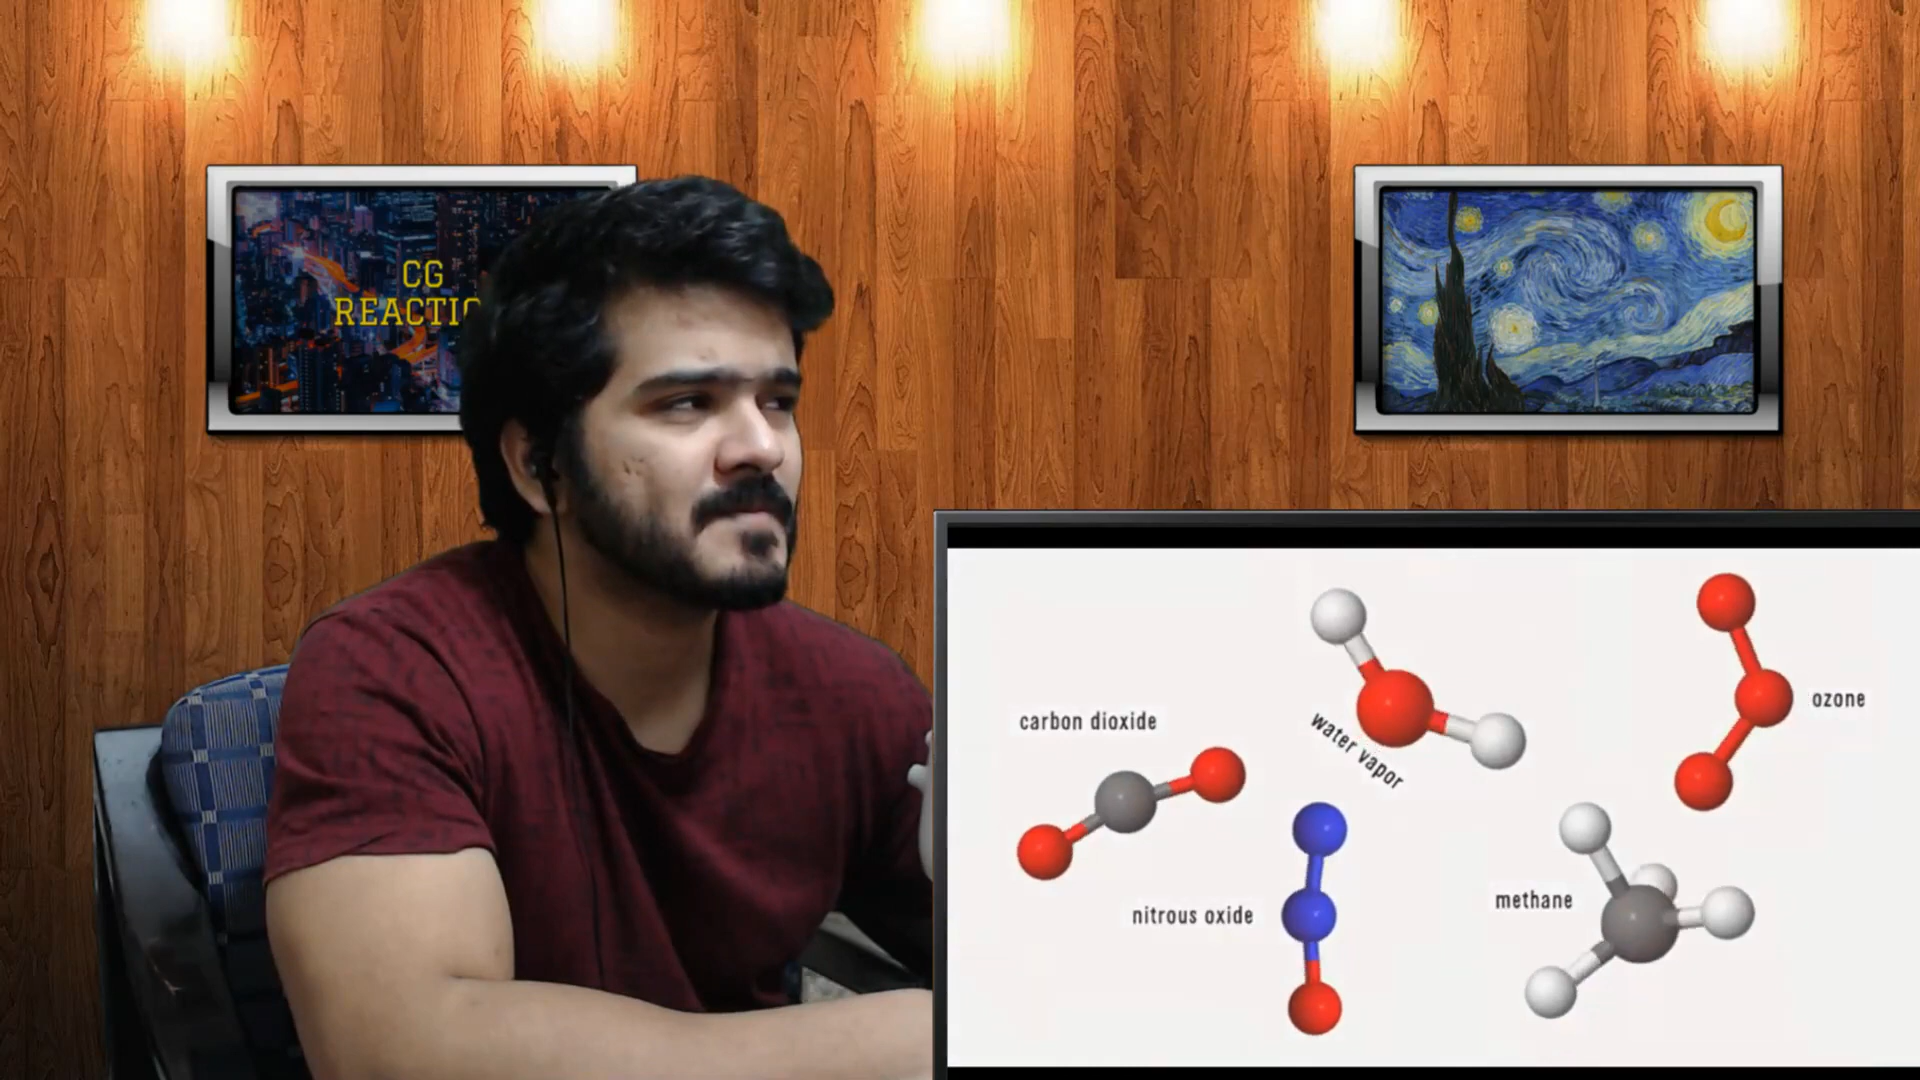 CG
REACTIO
carbon dioxide
water vapor
ozone
nitrous oxide
methane